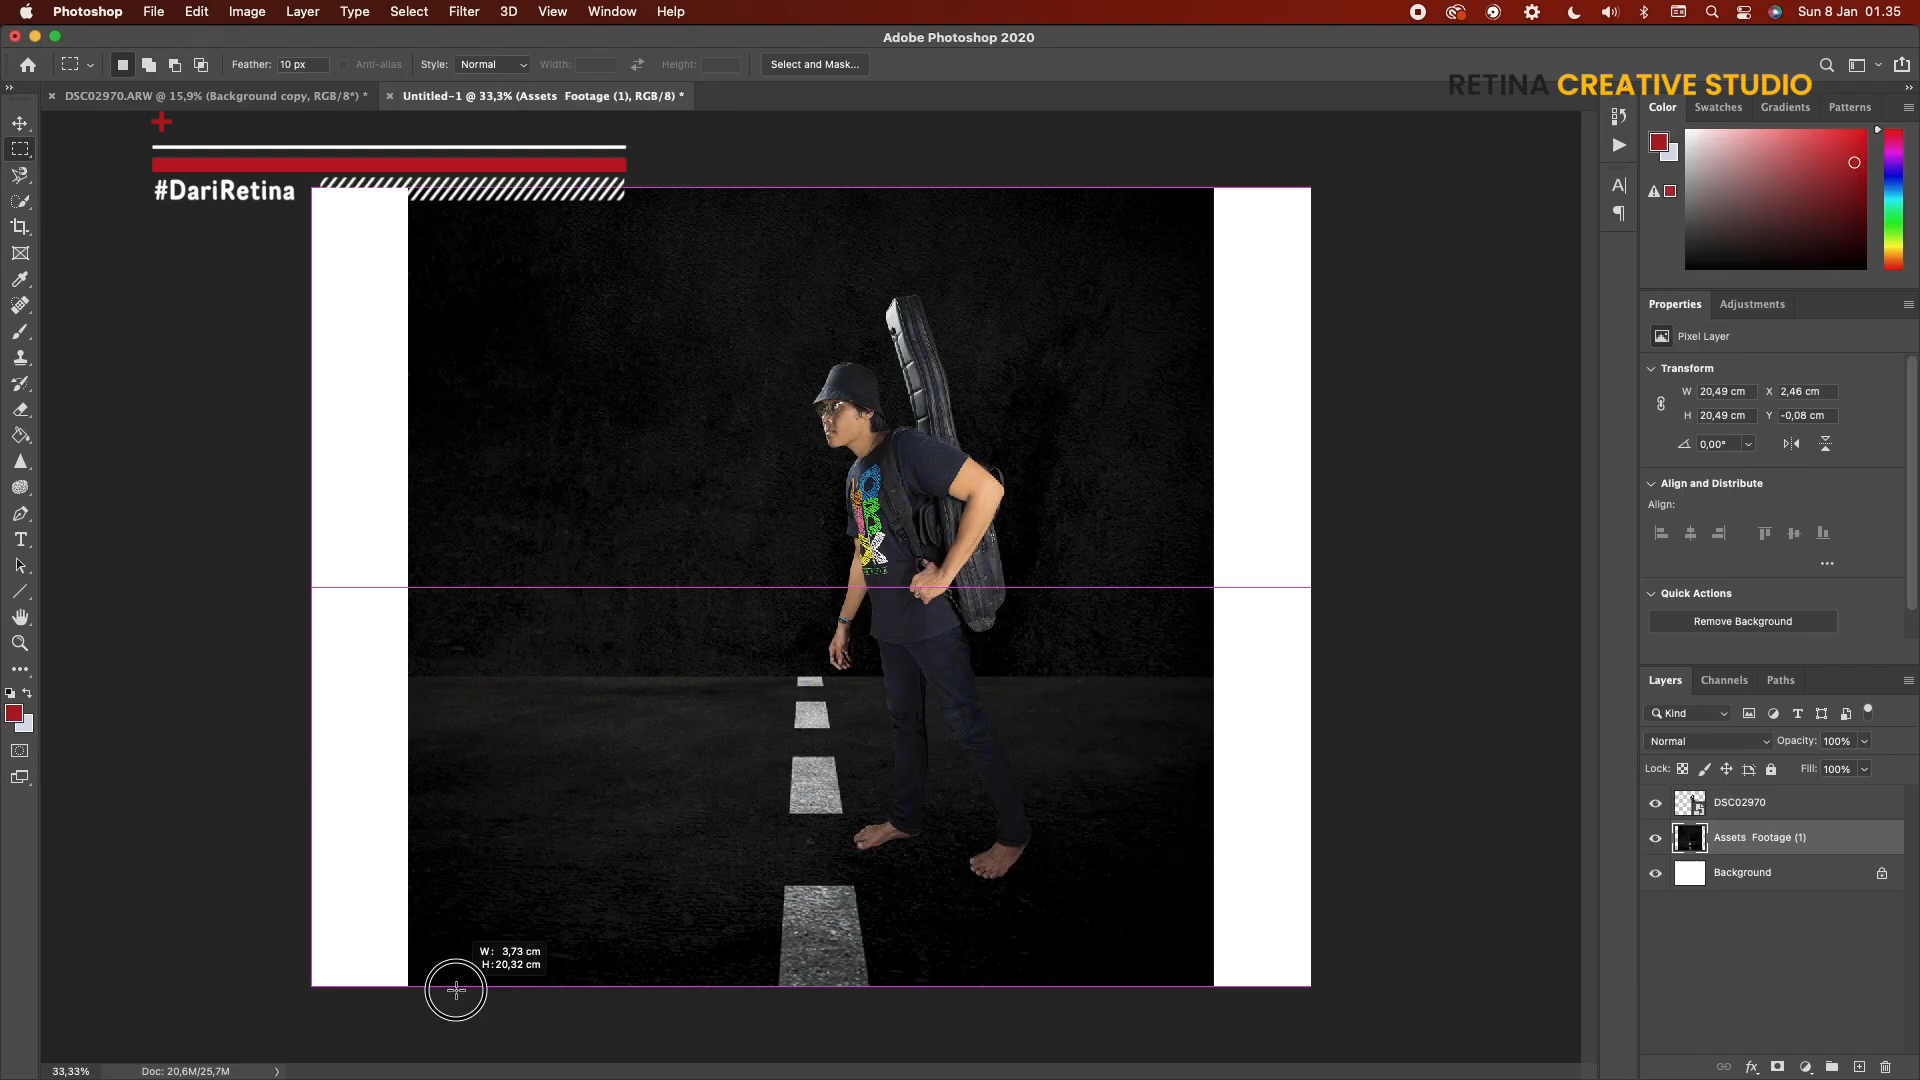 Photoshop File Edit Image Layer Type Select Filter 3D View Window Help Sun 8 Jan 01.35
Adobe Photoshop 2020
Feather: 10 px Anti-alias Style: Normal Width: Height: Select and Mask...
RETINA CREATIVE STUDIO
DSC02970.ARW @ 15,9% (Background copy, RGB/8*) * Untitled-1 @ 33,3% (Assets Footage (1), RGB/8) *
Color Swatches Gradients Patterns
#DariRetina
Properties Adjustments
Pixel Layer
Transform
W 20,49 cm X 2,46 cm
H 20,49 cm Y -0,08 cm
0,00°
Align and Distribute
Align:
Quick Actions
Remove Background
Layers Channels Paths
Kind
Normal Opacity: 100%
Lock: Fill: 100%
DSC02970
Assets Footage (1)
Background
W: 3,73 cm
H: 20,32 cm
33,33% Doc: 20,6M/25,7M